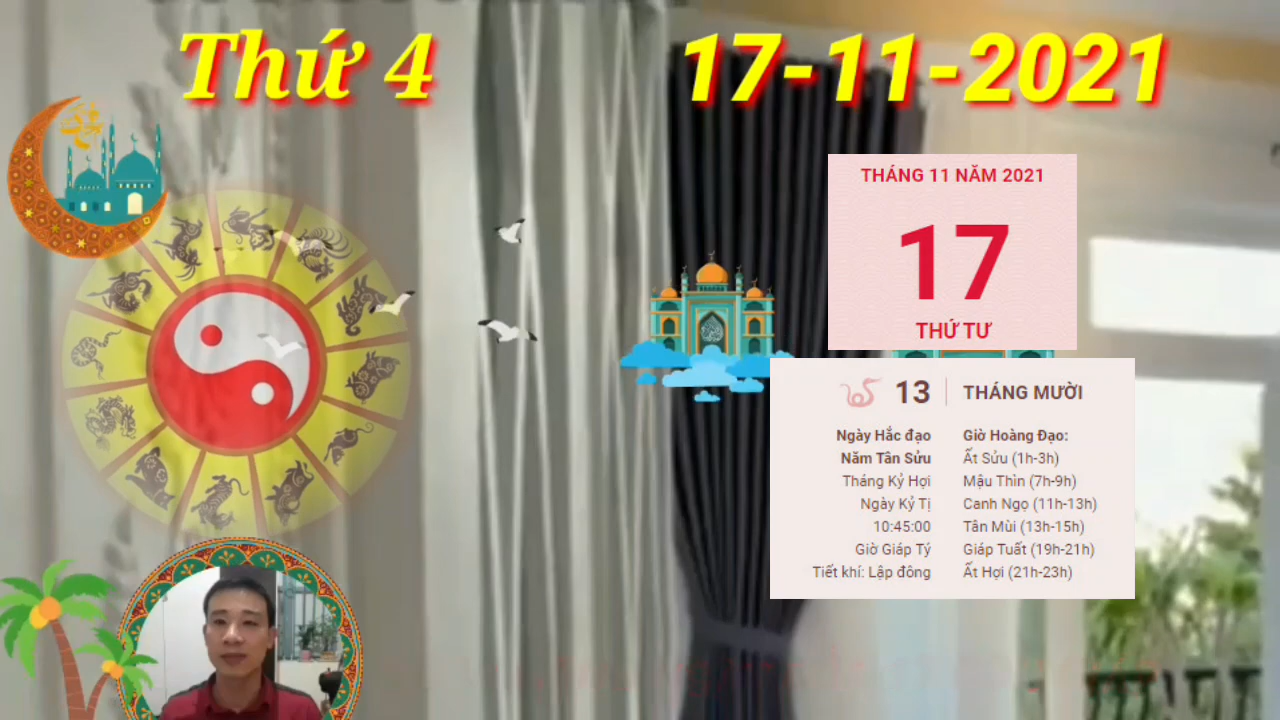 Thứ 4
17-11-2021
THÁNG 11 NĂM 2021
17
THỨ TƯ
13 THÁNG MƯỜI
Ngày Hắc đạo
Năm Tân Sửu
Tháng Kỷ Hợi
Ngày Kỷ Tị
10:45:00
Giờ Giáp Tý
Tiết khí: Lập đông
Giờ Hoàng Đạo:
Ất Sửu (1h-3h)
Mậu Thìn (7h-9h)
Canh Ngọ (11h-13h)
Tân Mùi (13h-15h)
Giáp Tuất (19h-21h)
Ất Hợi (21h-23h)